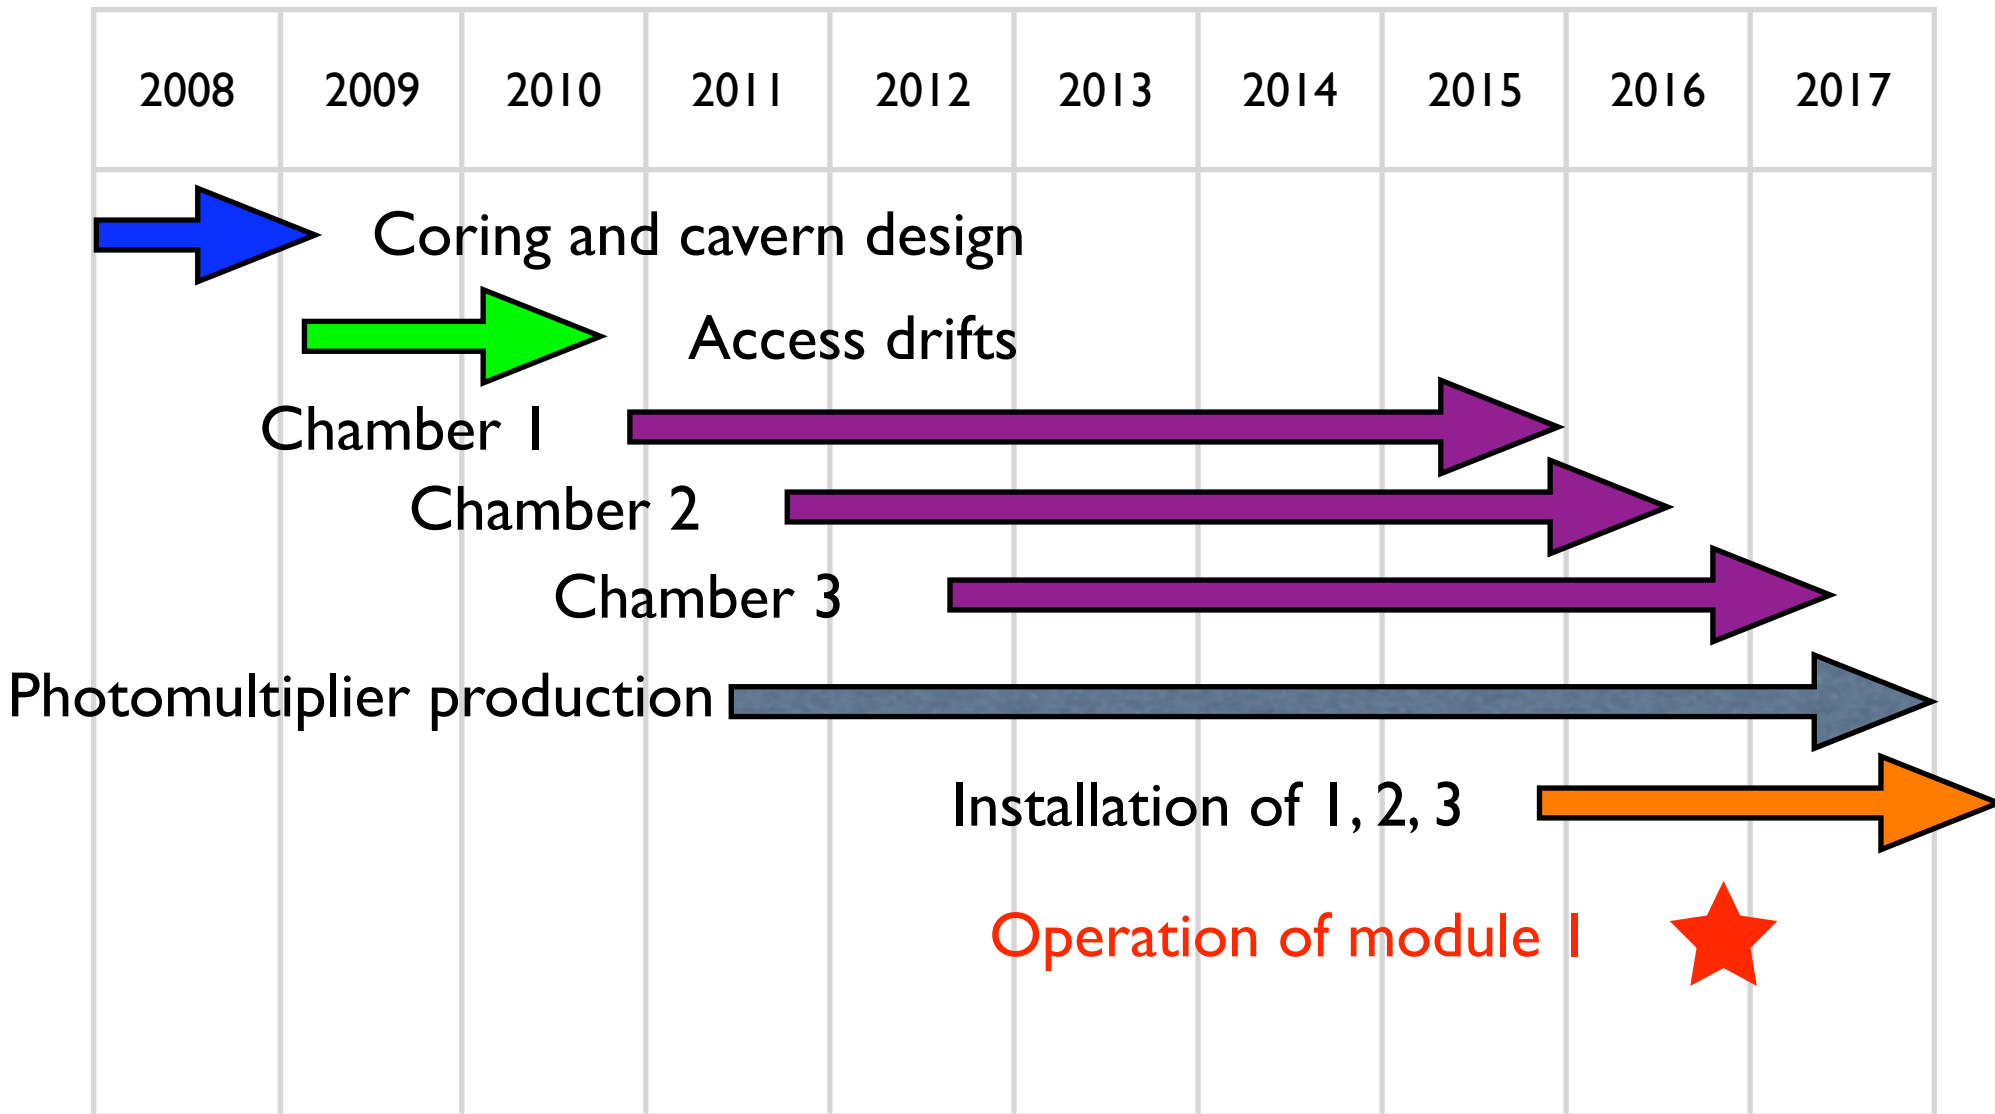 2008 2009 2010 2011 2012 2013 2014 2015 2016 2017
Coring and cavern design
Access drifts
Chamber 1
Chamber 2
Chamber 3
Photomultiplier production
Installation of 1, 2, 3
Operation of module 1